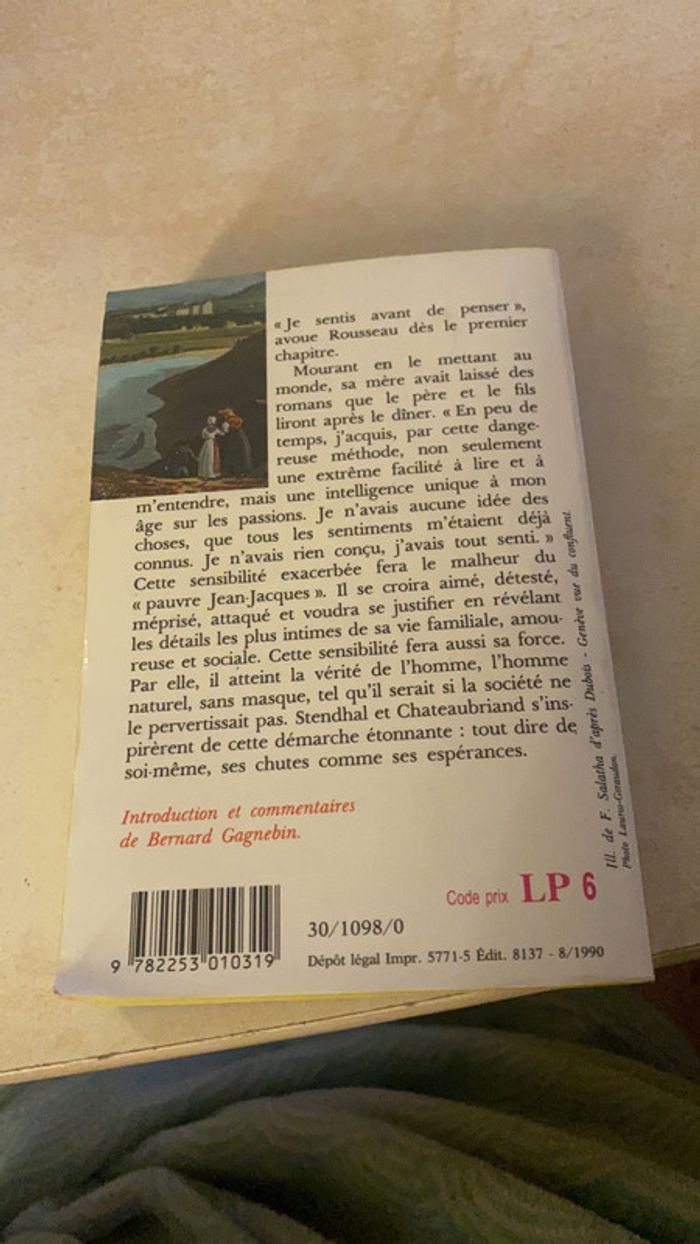 « Je sentis avant de penser »,
avoue Rousseau dès le premier
chapitre.
Mourant en le mettant au
monde, sa mère avait laissé des
romans que le père et le fils
liront après le dîner. « En peu de
temps, j'acquis, par cette dange-
reuse méthode, non seulement
une extrême facilité à lire et à
m'entendre, mais une intelligence unique à mon
âge sur les passions. Je n'avais aucune idée des
choses, que tous les sentiments m'étaient déjà
connus. Je n'avais rien conçu, j'avais tout senti. »
Cette sensibilité exacerbée fera le malheur du
« pauvre Jean-Jacques ». Il se croira aimé, détesté,
méprisé, attaqué et voudra se justifier en révélant
les détails les plus intimes de sa vie familiale, amou-
reuse et sociale. Cette sensibilité fera aussi sa force.
Par elle, il atteint la vérité de l'homme, l'homme
naturel, sans masque, tel qu'il serait si la société ne
le pervertissait pas. Stendhal et Chateaubriand s'ins-
pirèrent de cette démarche étonnante : tout dire de
soi-même, ses chutes comme ses espérances.
Introduction et commentaires
de Bernard Gagnebin.
Code prix LP 6
30/1098/0
9 782253 010319
Dépôt légal Impr. 5771-5 Édit. 8137 - 8/1990
Ill. de F. Salatha d'après Dubois - Genève vue du confluent.
Photo Lauros-Giraudon.